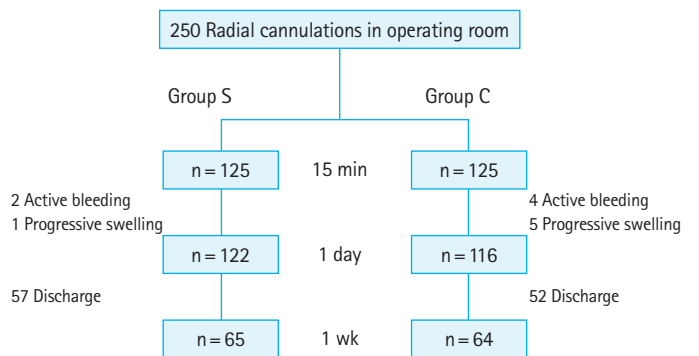 250 Radial cannulations in operating room
Group S
Group C
n = 125
15 min
n = 125
2 Active bleeding
1 Progressive swelling
4 Active bleeding
5 Progressive swelling
n = 122
1 day
n = 116
57 Discharge
52 Discharge
n = 65
1 wk
n = 64